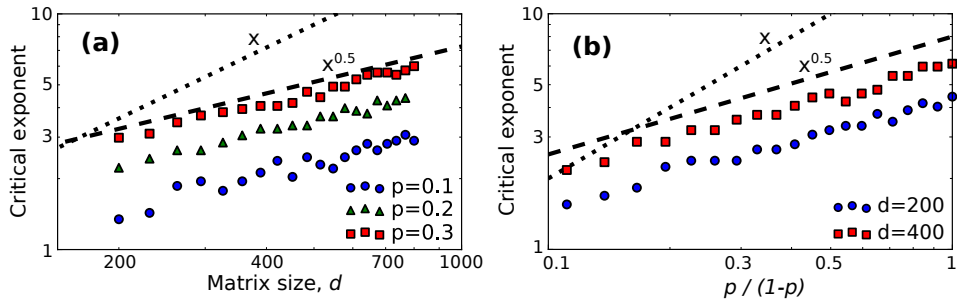 10
5
3
1
Critical exponent
(a)
x
x^0.5
p=0.1
p=0.2
p=0.3
200
400
700
1000
Matrix size, d
10
5
3
1
Critical exponent
(b)
x
x^0.5
d=200
d=400
0.1
0.3
0.5
1
p / (1-p)